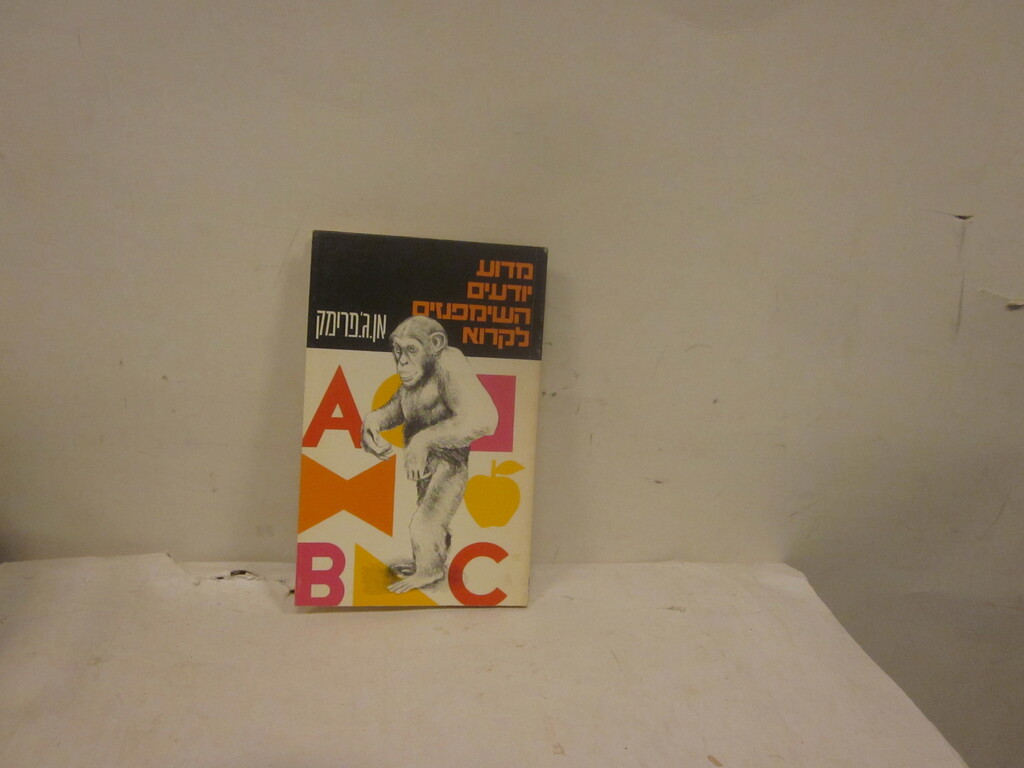 מדוע
יודעים
השימפנזים
לקרוא
אן.ג'.פרימק
A
B
C